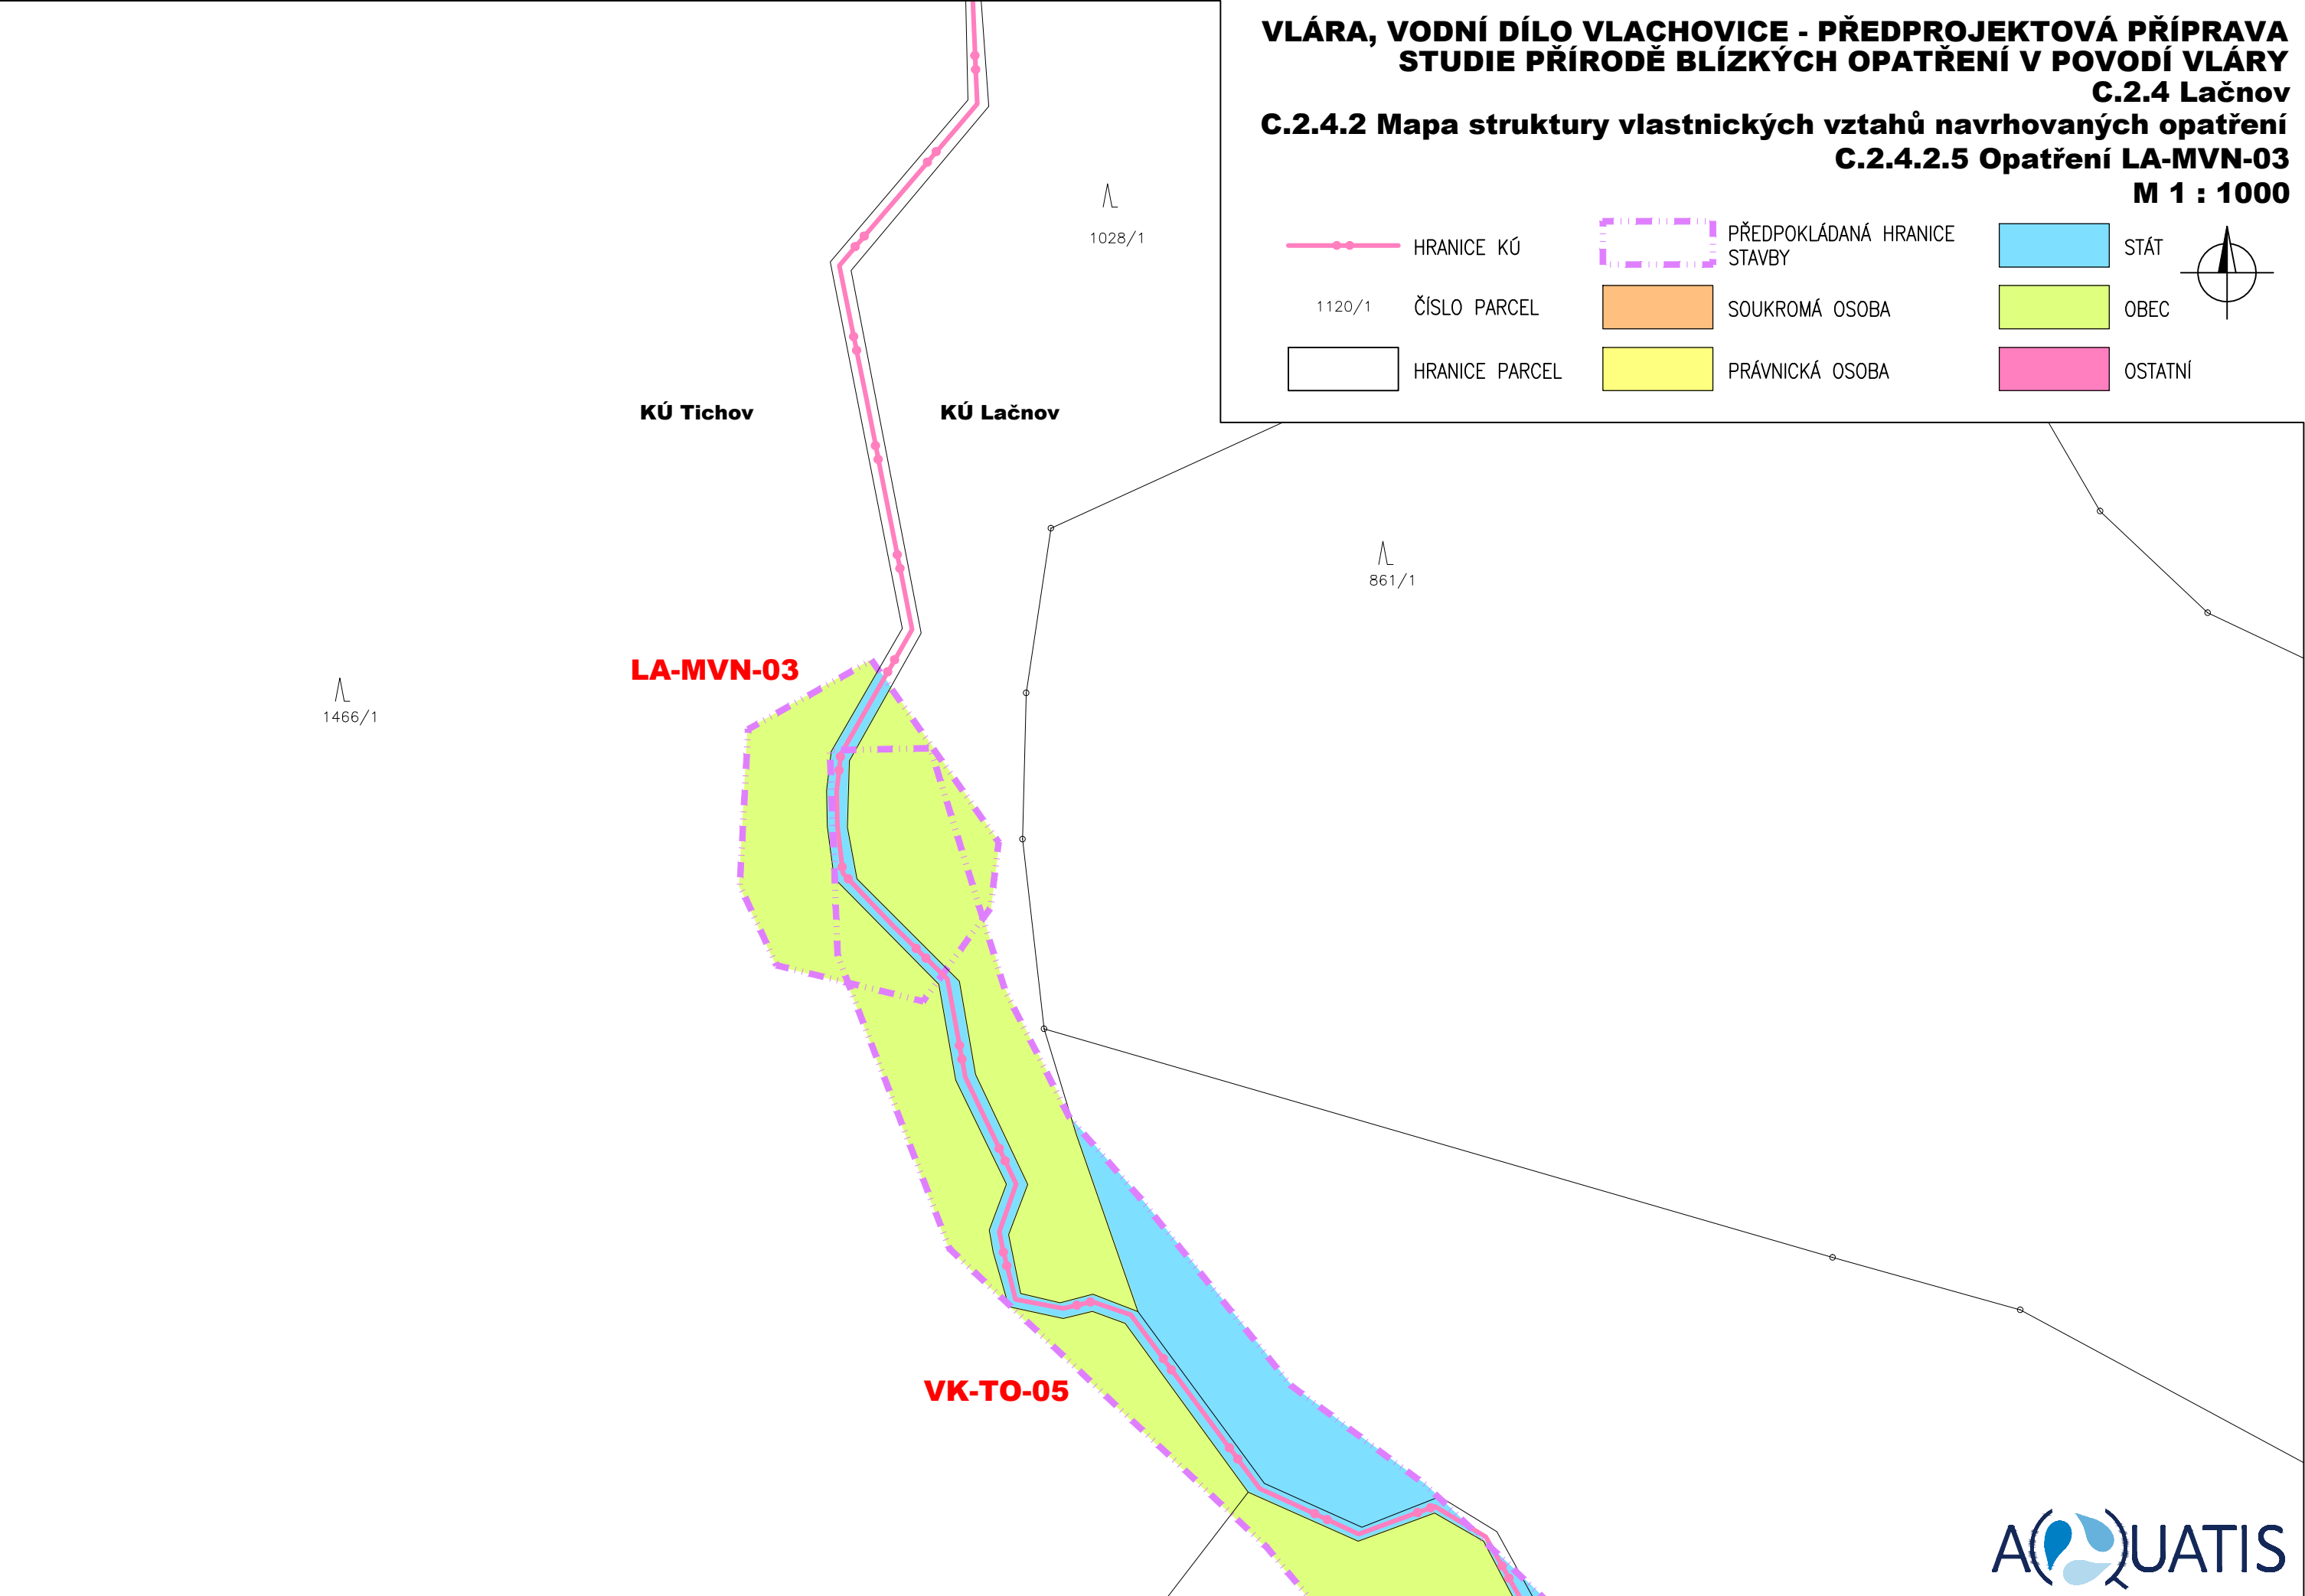 VLÁRA, VODNÍ DÍLO VLACHOVICE - PŘEDPROJEKTOVÁ PŘÍPRAVA
STUDIE PŘÍRODĚ BLÍZKÝCH OPATŘENÍ V POVODÍ VLÁRY
C.2.4 Lačnov
C.2.4.2 Mapa struktury vlastnických vztahů navrhovaných opatření
C.2.4.2.5 Opatření LA-MVN-03
M 1 : 1000
HRANICE KÚ
PŘEDPOKLÁDANÁ HRANICE
STAVBY
STÁT
1120/1 ČÍSLO PARCEL
SOUKROMÁ OSOBA
OBEC
HRANICE PARCEL
PRÁVNICKÁ OSOBA
OSTATNÍ
1028/1
KÚ Tichov
KÚ Lačnov
861/1
LA-MVN-03
1466/1
VK-TO-05
AQUATIS